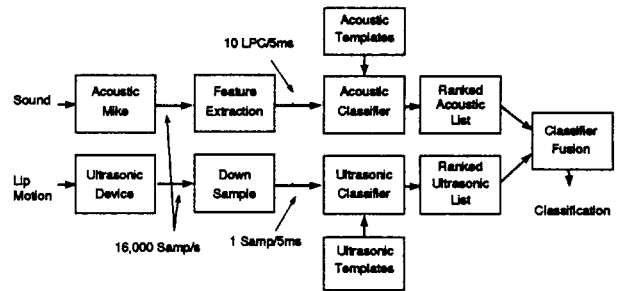 Acoustic
Templates
10 LPC/5ms
Sound
Acoustic
Mike
Feature
Extraction
Acoustic
Classifier
Ranked
Acoustic
List
Classifier
Fusion
Lip
Motion
Ultrasonic
Device
Down
Sample
Ultrasonic
Classifier
Ranked
Ultrasonic
List
Classification
16,000 Samp/s
1 Samp/5ms
Ultrasonic
Templates